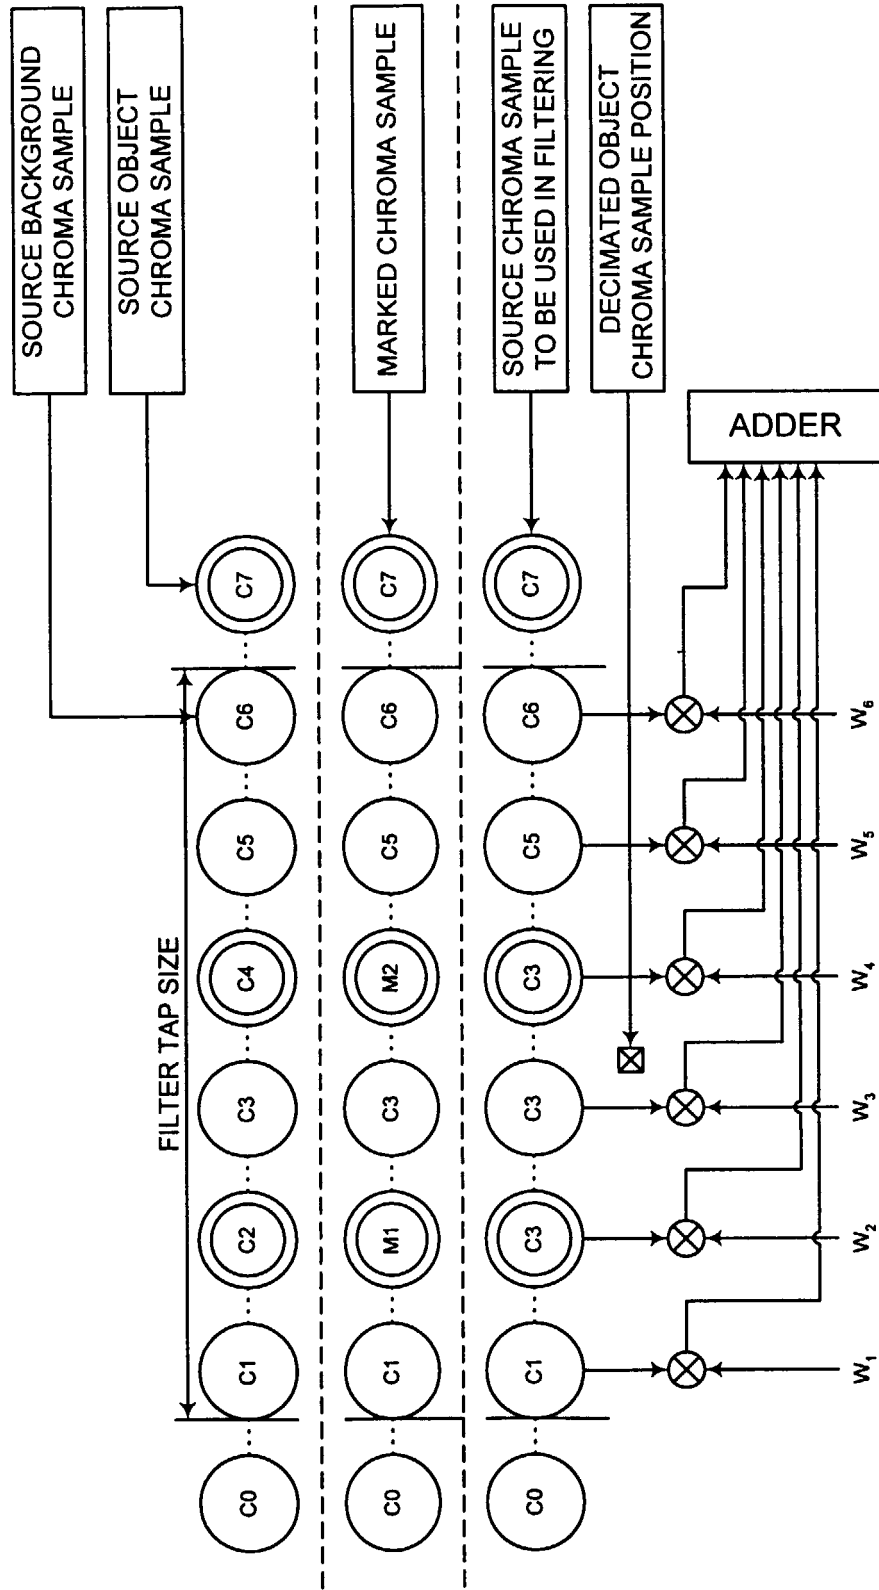 SOURCE BACKGROUND
CHROMA SAMPLE
SOURCE OBJECT
CHROMA SAMPLE
FILTER TAP SIZE
C0 C1 C2 C3 C4 C5 C6 C7
MARKED CHROMA SAMPLE
C0 C1 M1 C3 M2 C5 C6 C7
SOURCE CHROMA SAMPLE
TO BE USED IN FILTERING
C0 C1 C3 C3 C3 C5 C6 C7
DECIMATED OBJECT
CHROMA SAMPLE POSITION
ADDER
W1 W2 W3 W4 W5 W6